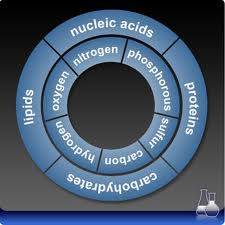 nucleic acids
proteins
carbohydrates
lipids
nitrogen
phosphorous
sulfur
carbon
hydrogen
oxygen